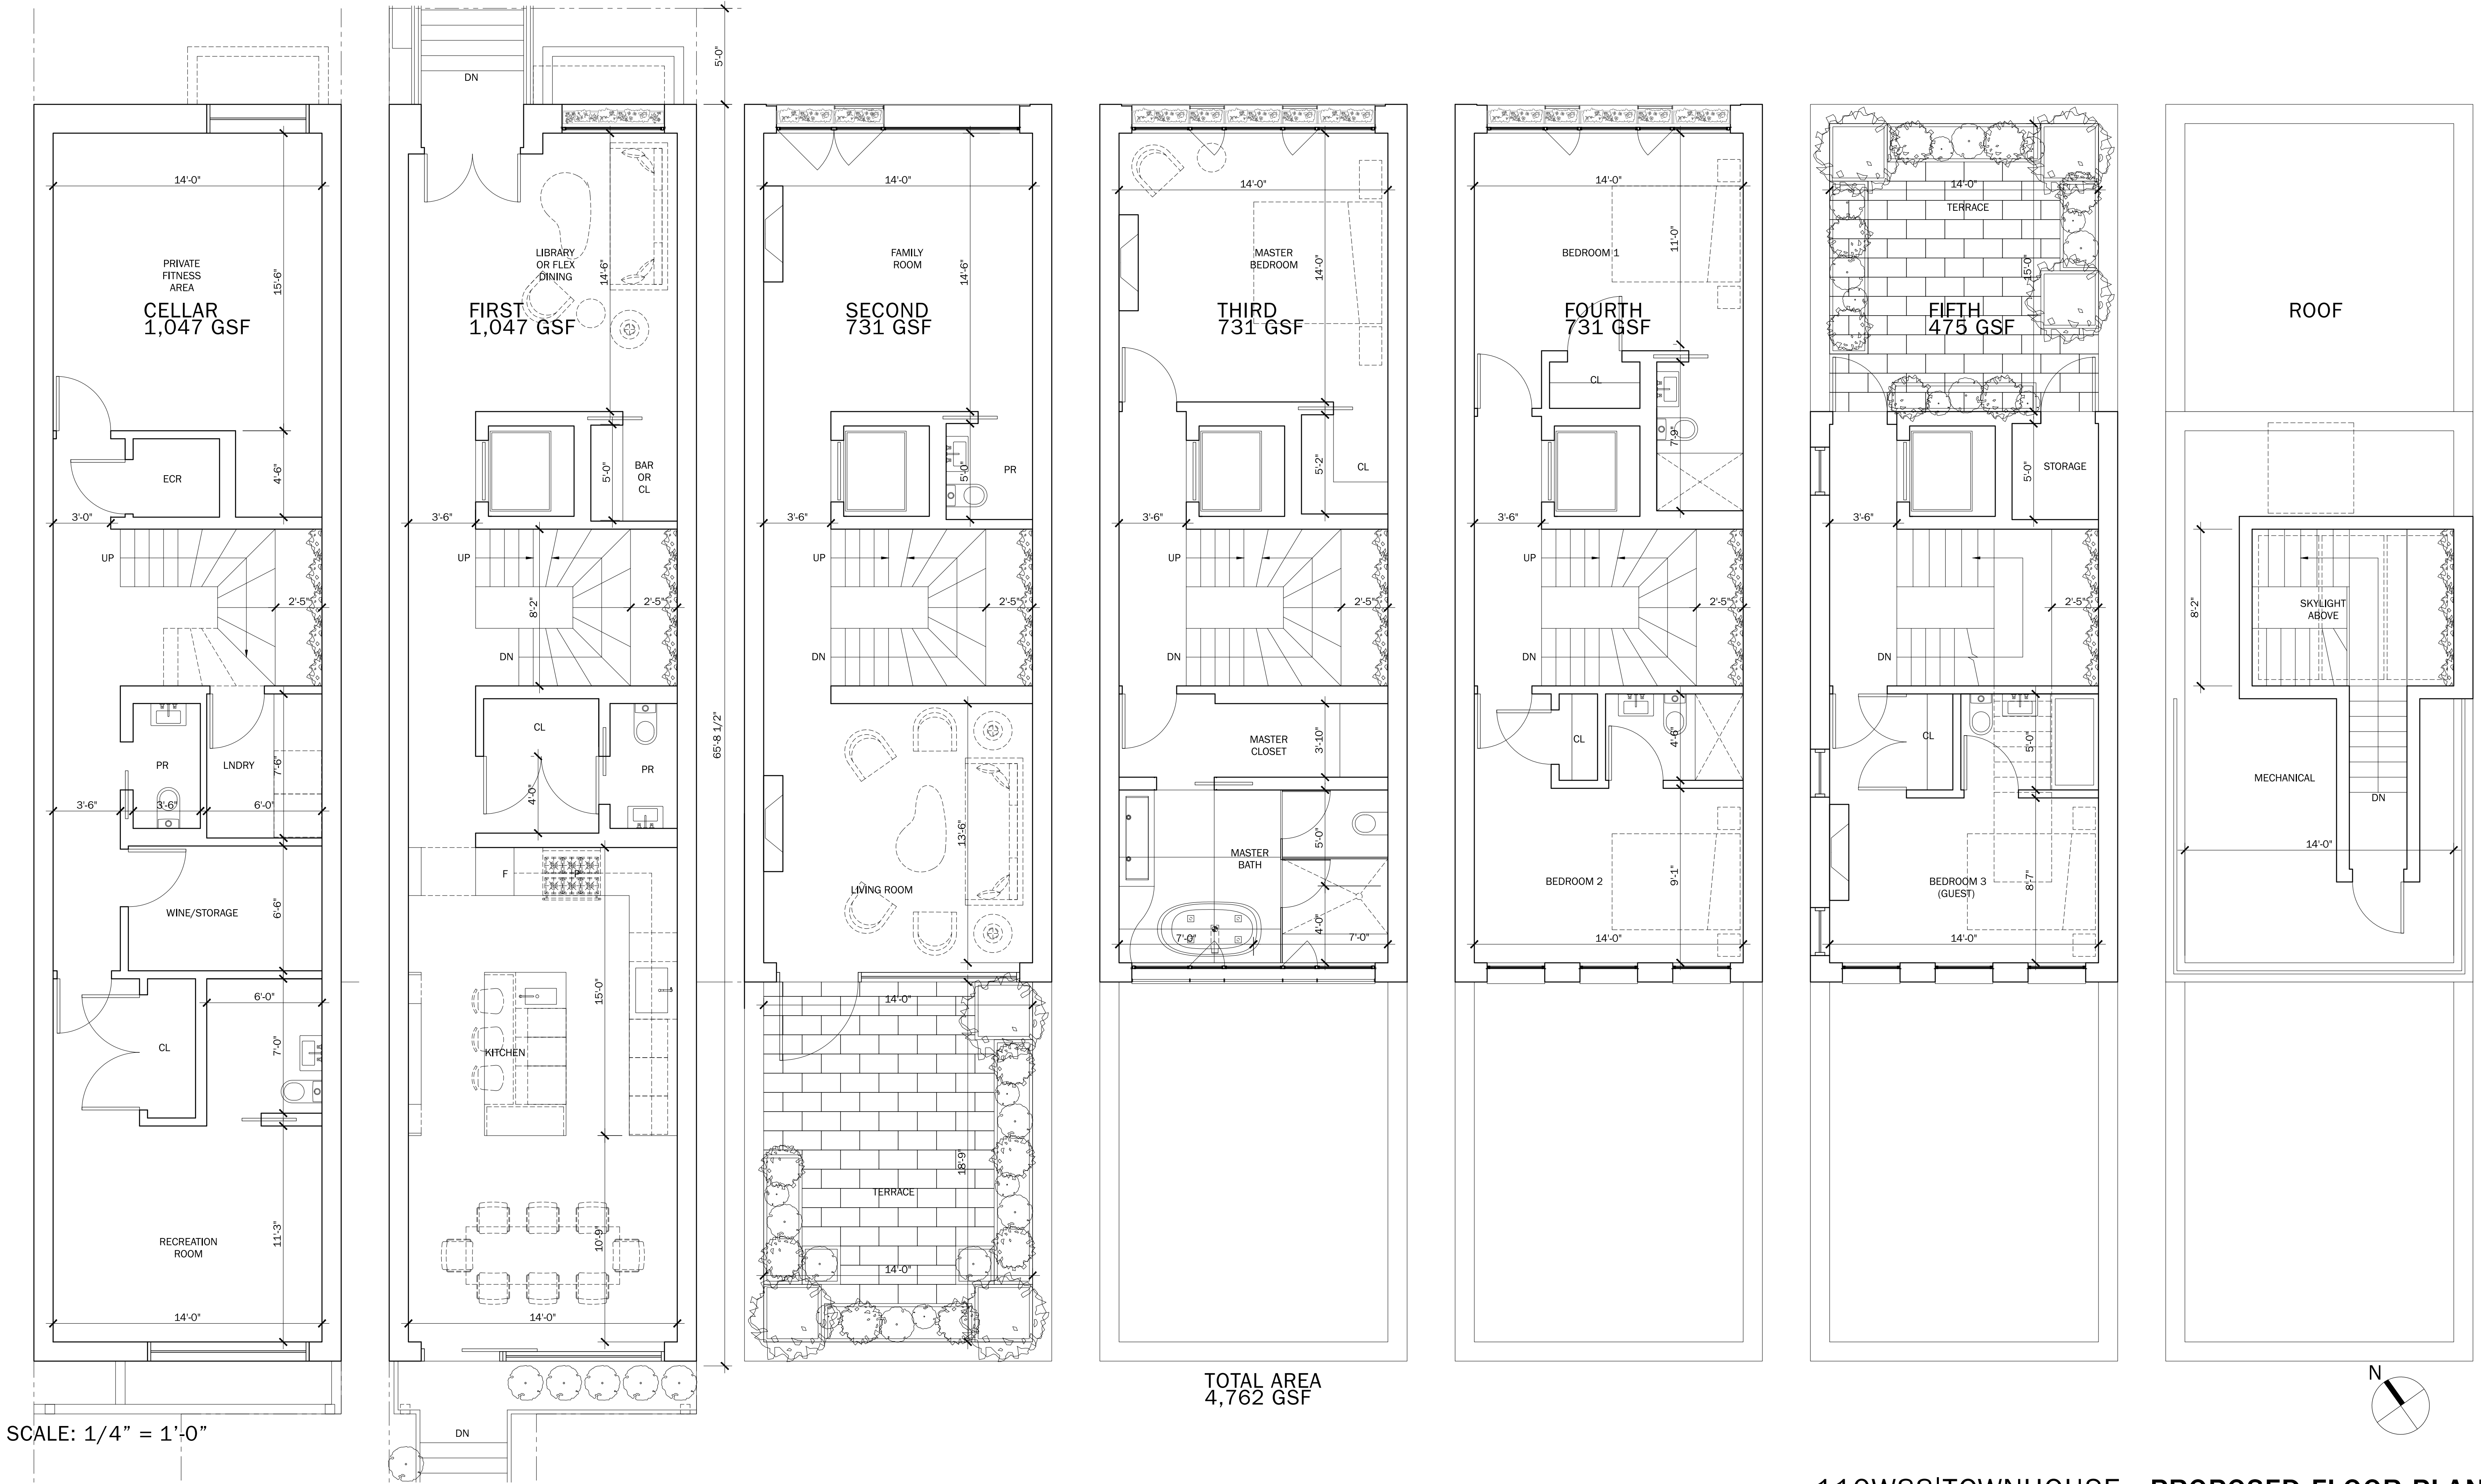 DN
5'-0"
14'-0"
PRIVATE
FITNESS
AREA
15'-6"
CELLAR
1,047 GSF
ECR
4'-6"
3'-0"
UP
2'-5"
PR
LNDRY
7'-6"
3'-6"
3'-6"
6'-0"
WINE/STORAGE
6'-6"
6'-0"
CL
7'-0"
RECREATION
ROOM
11'-3"
14'-0"
SCALE: 1/4” = 1’-0”
LIBRARY
OR FLEX
DINING
14'-6"
FIRST
1,047 GSF
5'-0"
BAR
OR
CL
3'-6"
UP
8'-2"
2'-5"
DN
CL
4'-0"
PR
65'-8 1/2"
F
P
15'-0"
KITCHEN
10'-9"
14'-0"
DN
14'-0"
FAMILY
ROOM
14'-6"
SECOND
731 GSF
5'-0"
PR
3'-6"
UP
2'-5"
DN
13'-6"
LIVING ROOM
14'-0"
18'-9"
TERRACE
14'-0"
14'-0"
MASTER
BEDROOM
14'-0"
THIRD
731 GSF
5'-2"
CL
3'-6"
UP
2'-5"
DN
MASTER
CLOSET
3'-10"
MASTER
BATH
5'-0"
4'-0"
7'-0"
7'-0"
TOTAL AREA
4,762 GSF
14'-0"
BEDROOM 1
11'-0"
FOURTH
731 GSF
CL
7'-9"
3'-6"
UP
2'-5"
DN
CL
4'-6"
BEDROOM 2
9'-1"
14'-0"
14'-0"
TERRACE
15'-0"
FIFTH
475 GSF
5'-0"
STORAGE
3'-6"
2'-5"
DN
CL
5'-0"
BEDROOM 3
(GUEST)
8'-7"
14'-0"
ROOF
8'-2"
SKYLIGHT
ABOVE
MECHANICAL
DN
14'-0"
N